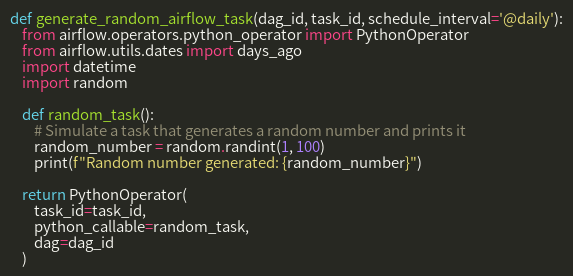 def generate_random_airflow_task(dag_id, task_id, schedule_interval='@daily'):
    from airflow.operators.python_operator import PythonOperator
    from airflow.utils.dates import days_ago
    import datetime
    import random

    def random_task():
        # Simulate a task that generates a random number and prints it
        random_number = random.randint(1, 100)
        print(f"Random number generated: {random_number}")

    return PythonOperator(
        task_id=task_id,
        python_callable=random_task,
        dag=dag_id
    )